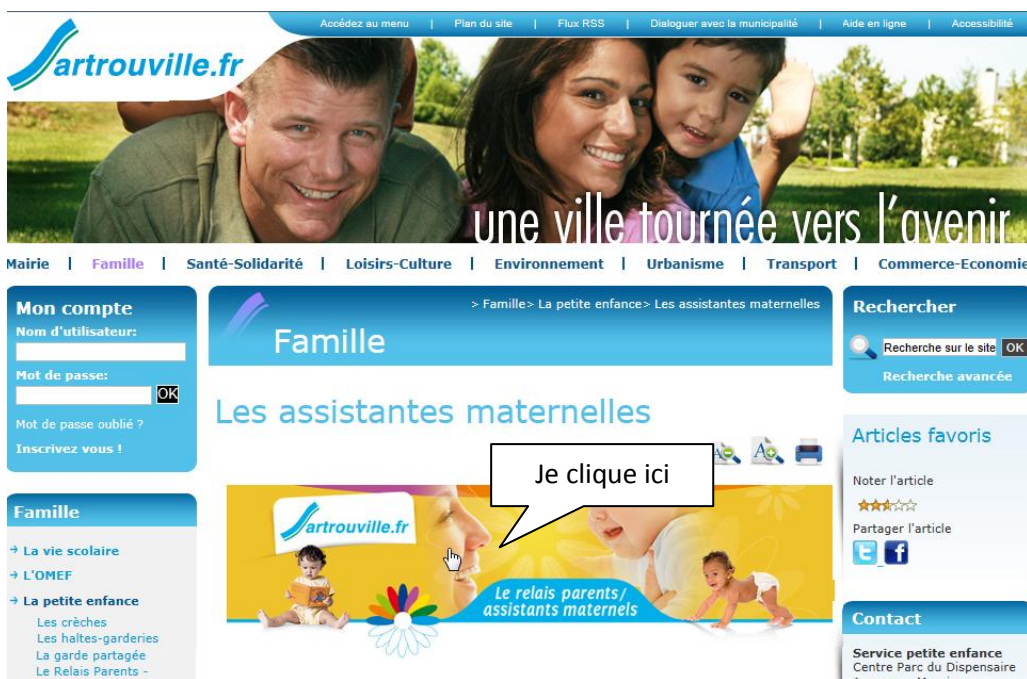 Accédez au menu | Plan du site | Flux RSS | Dialoguer avec la municipalité | Aide en ligne | Accessibilité
artrouville.fr
une ville tournée vers l'avenir
Mairie | Famille | Santé-Solidarité | Loisirs-Culture | Environnement | Urbanisme | Transport | Commerce-Economie
Mon compte
Nom d'utilisateur:
Mot de passe:
OK
Mot de passe oublié ?
Inscrivez vous !
Famille
La vie scolaire
L'OMEF
La petite enfance
Les crèches
Les haltes-garderies
La garde partagée
Le Relais Parents -
> Famille> La petite enfance> Les assistantes maternelles
Famille
Les assistantes maternelles
Je clique ici
artrouville.fr
Le relais parents/
assistants maternels
Rechercher
Recherche sur le site OK
Recherche avancée
Articles favoris
Noter l'article
Partager l'article
Contact
Service petite enfance
Centre Parc du Dispensaire